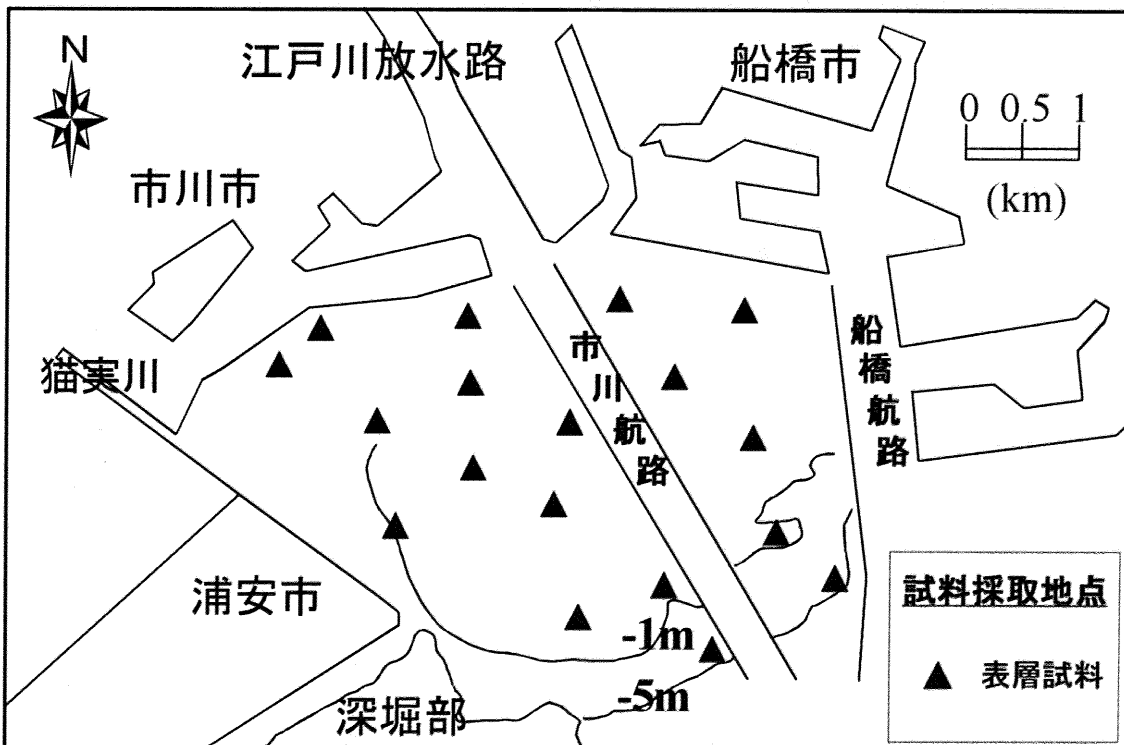 N
江戸川放水路
船橋市
0 0.5 1
(km)
市川市
猫実川
市川航路
船橋航路
浦安市
-1m
-5m
深堀部
試料採取地点
▲ 表層試料